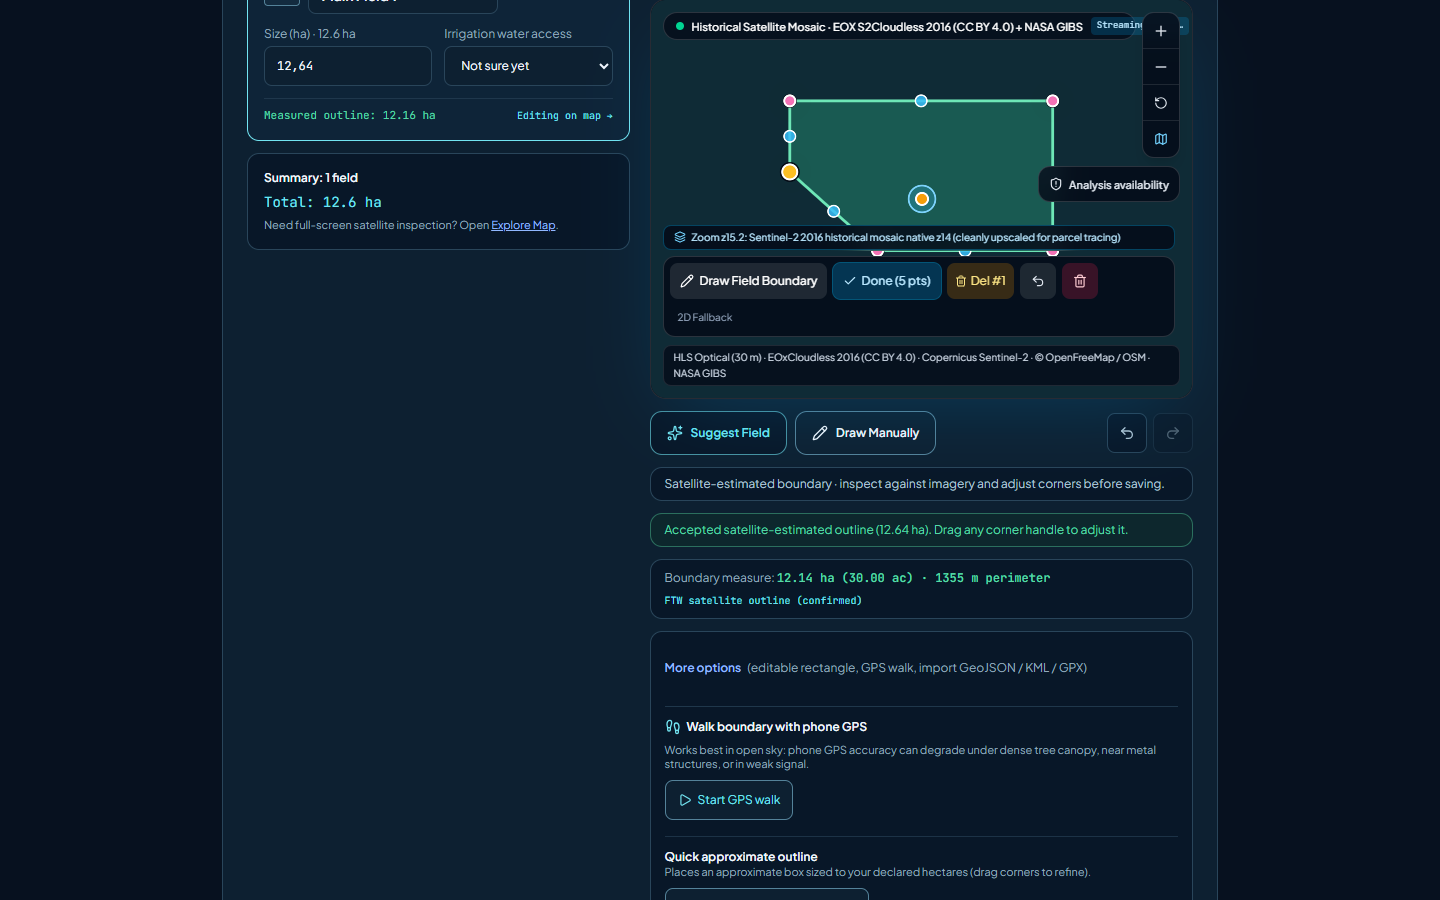 Size (ha) · 12.6 ha
Irrigation water access
12,64
Not sure yet
Measured outline: 12.16 ha
Editing on map →
Summary: 1 field
Total: 12.6 ha
Need full-screen satellite inspection? Open Explore Map.
Historical Satellite Mosaic · EOX S2Cloudless 2016 (CC BY 4.0) + NASA GIBS
Analysis availability
Zoom z15.2: Sentinel-2 2016 historical mosaic native z14 (cleanly upscaled for parcel tracing)
Draw Field Boundary
Done (5 pts)
Del #1
2D Fallback
HLS Optical (30 m) · EOxCloudless 2016 (CC BY 4.0) · Copernicus Sentinel-2 · © OpenFreeMap / OSM ·
NASA GIBS
Suggest Field
Draw Manually
Satellite-estimated boundary · inspect against imagery and adjust corners before saving.
Accepted satellite-estimated outline (12.64 ha). Drag any corner handle to adjust it.
Boundary measure: 12.14 ha (30.00 ac) · 1355 m perimeter
FTW satellite outline (confirmed)
More options (editable rectangle, GPS walk, import GeoJSON / KML / GPX)
Walk boundary with phone GPS
Works best in open sky: phone GPS accuracy can degrade under dense tree canopy, near metal
structures, or in weak signal.
Start GPS walk
Quick approximate outline
Places an approximate box sized to your declared hectares (drag corners to refine).